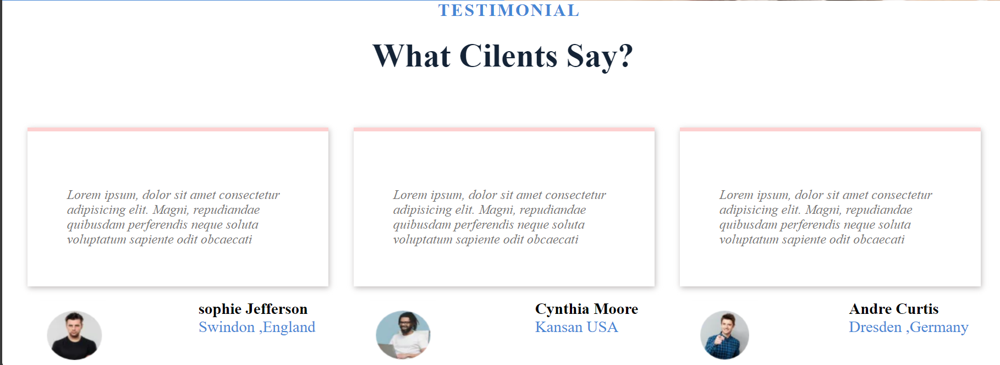 TESTIMONIAL
What Cilents Say?
Lorem ipsum, dolor sit amet consectetur
adipisicing elit. Magni, repudiandae
quibusdam perferendis neque soluta
voluptatum sapiente odit obcaecati
sophie Jefferson
Swindon ,England
Lorem ipsum, dolor sit amet consectetur
adipisicing elit. Magni, repudiandae
quibusdam perferendis neque soluta
voluptatum sapiente odit obcaecati
Cynthia Moore
Kansan USA
Lorem ipsum, dolor sit amet consectetur
adipisicing elit. Magni, repudiandae
quibusdam perferendis neque soluta
voluptatum sapiente odit obcaecati
Andre Curtis
Dresden ,Germany